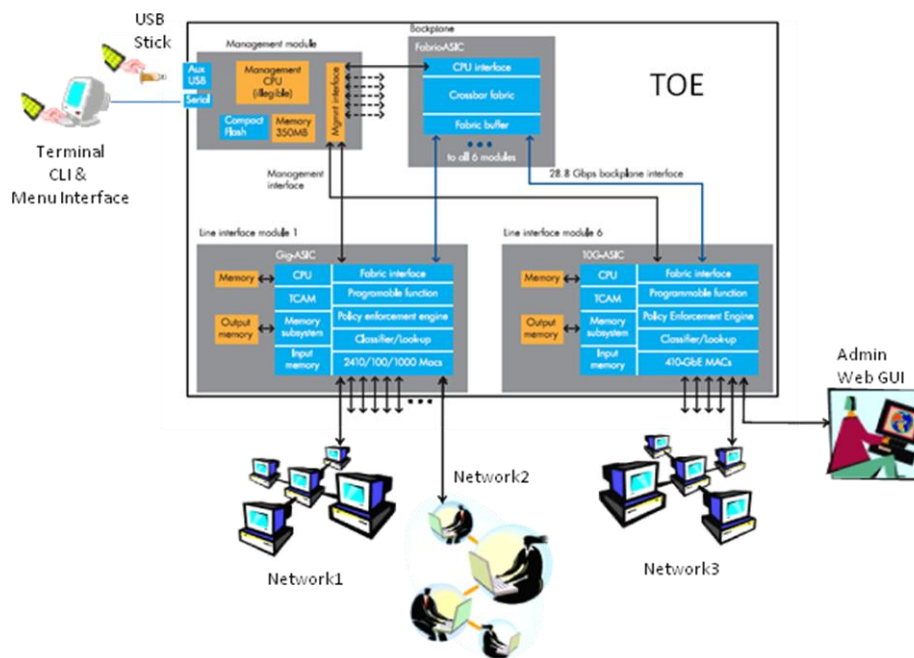 USB
Stick
Terminal
CLI &
Menu Interface
TOE
Management module
Aux
USB
Serial
Management
CPU
(illegible)
Compact
Flash
Memory
350MB
Mgmnt interface
Backplane
Fabric-ASIC
CPU interface
Crossbar fabric
Fabric buffer
to all 6 modules
Management
interface
28.8 Gbps backplane interface
Line interface module 1
Gig-ASIC
Memory
Output
memory
CPU
TCAM
Memory
subsystem
Input
memory
Fabric interface
Programable function
Policy enforcement engine
Classifier/Look-up
2410/100/1000 Macs
Line interface module 6
10G-ASIC
Memory
Output
memory
CPU
TCAM
Memory
subsystem
Input
memory
Fabric interface
Programable function
Policy Enforcement Engine
Classifier/Look-up
410-GbE MACs
Admin
Web GUI
Network1
Network2
Network3